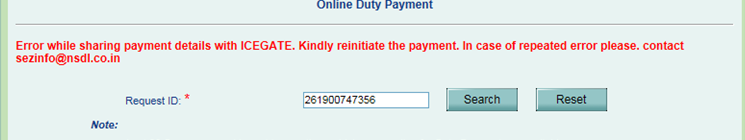 Online Duty Payment
Error while sharing payment details with ICEGATE. Kindly reinitiate the payment. In case of repeated error please. contact
sezinfo@nsdl.co.in
Request ID: * 261900747356 Search Reset
Note: